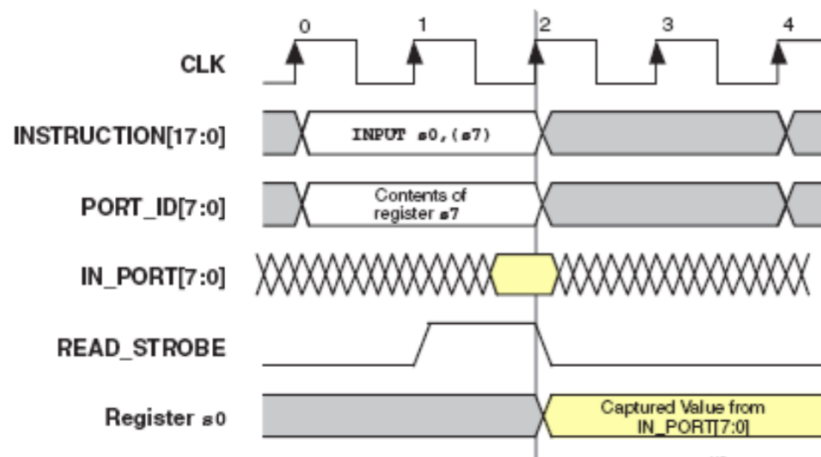 0 1 2 3 4
CLK
INSTRUCTION[17:0] INPUT s0,(s7)
PORT_ID[7:0] Contents of
register s7
IN_PORT[7:0]
READ_STROBE
Register s0 Captured Value from
IN_PORT[7:0]